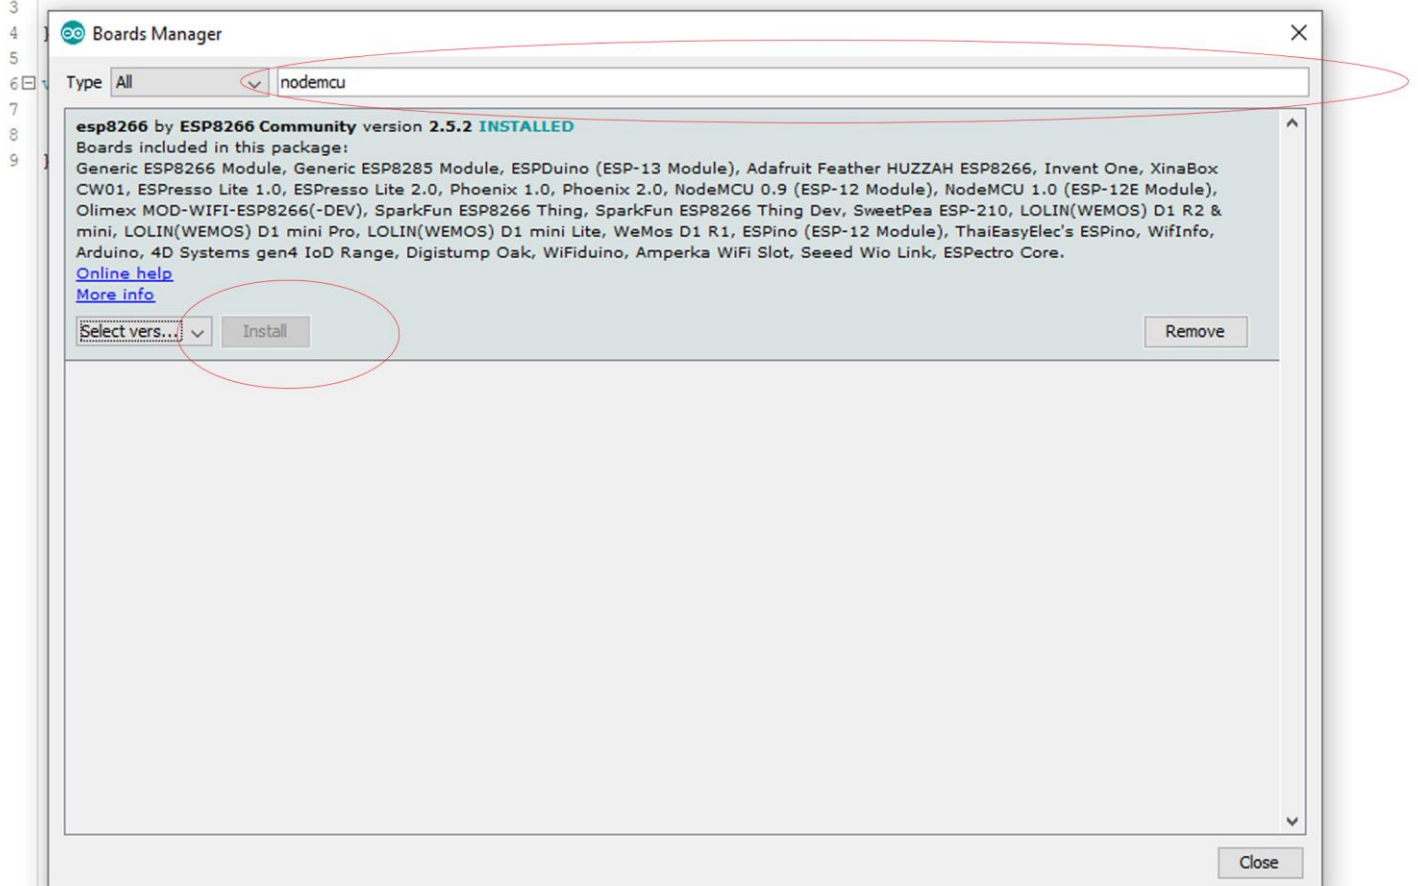 3
4 }
5
6
7
8
9 }
Boards Manager
Type All nodemcu
esp8266 by ESP8266 Community version 2.5.2 INSTALLED
Boards included in this package:
Generic ESP8266 Module, Generic ESP8285 Module, ESPDuino (ESP-13 Module), Adafruit Feather HUZZAH ESP8266, Invent One, XinaBox
CW01, ESPresso Lite 1.0, ESPresso Lite 2.0, Phoenix 1.0, Phoenix 2.0, NodeMCU 0.9 (ESP-12 Module), NodeMCU 1.0 (ESP-12E Module),
Olimex MOD-WIFI-ESP8266(-DEV), SparkFun ESP8266 Thing, SparkFun ESP8266 Thing Dev, SweetPea ESP-210, LOLIN(WEMOS) D1 R2 &
mini, LOLIN(WEMOS) D1 mini Pro, LOLIN(WEMOS) D1 mini Lite, WeMos D1 R1, ESPino (ESP-12 Module), ThaiEasyElec's ESPino, WifInfo,
Arduino, 4D Systems gen4 IoD Range, Digistump Oak, WiFiduino, Amperka WiFi Slot, Seeed Wio Link, ESPectro Core.
Online help
More info
Select vers... Install Remove
Close